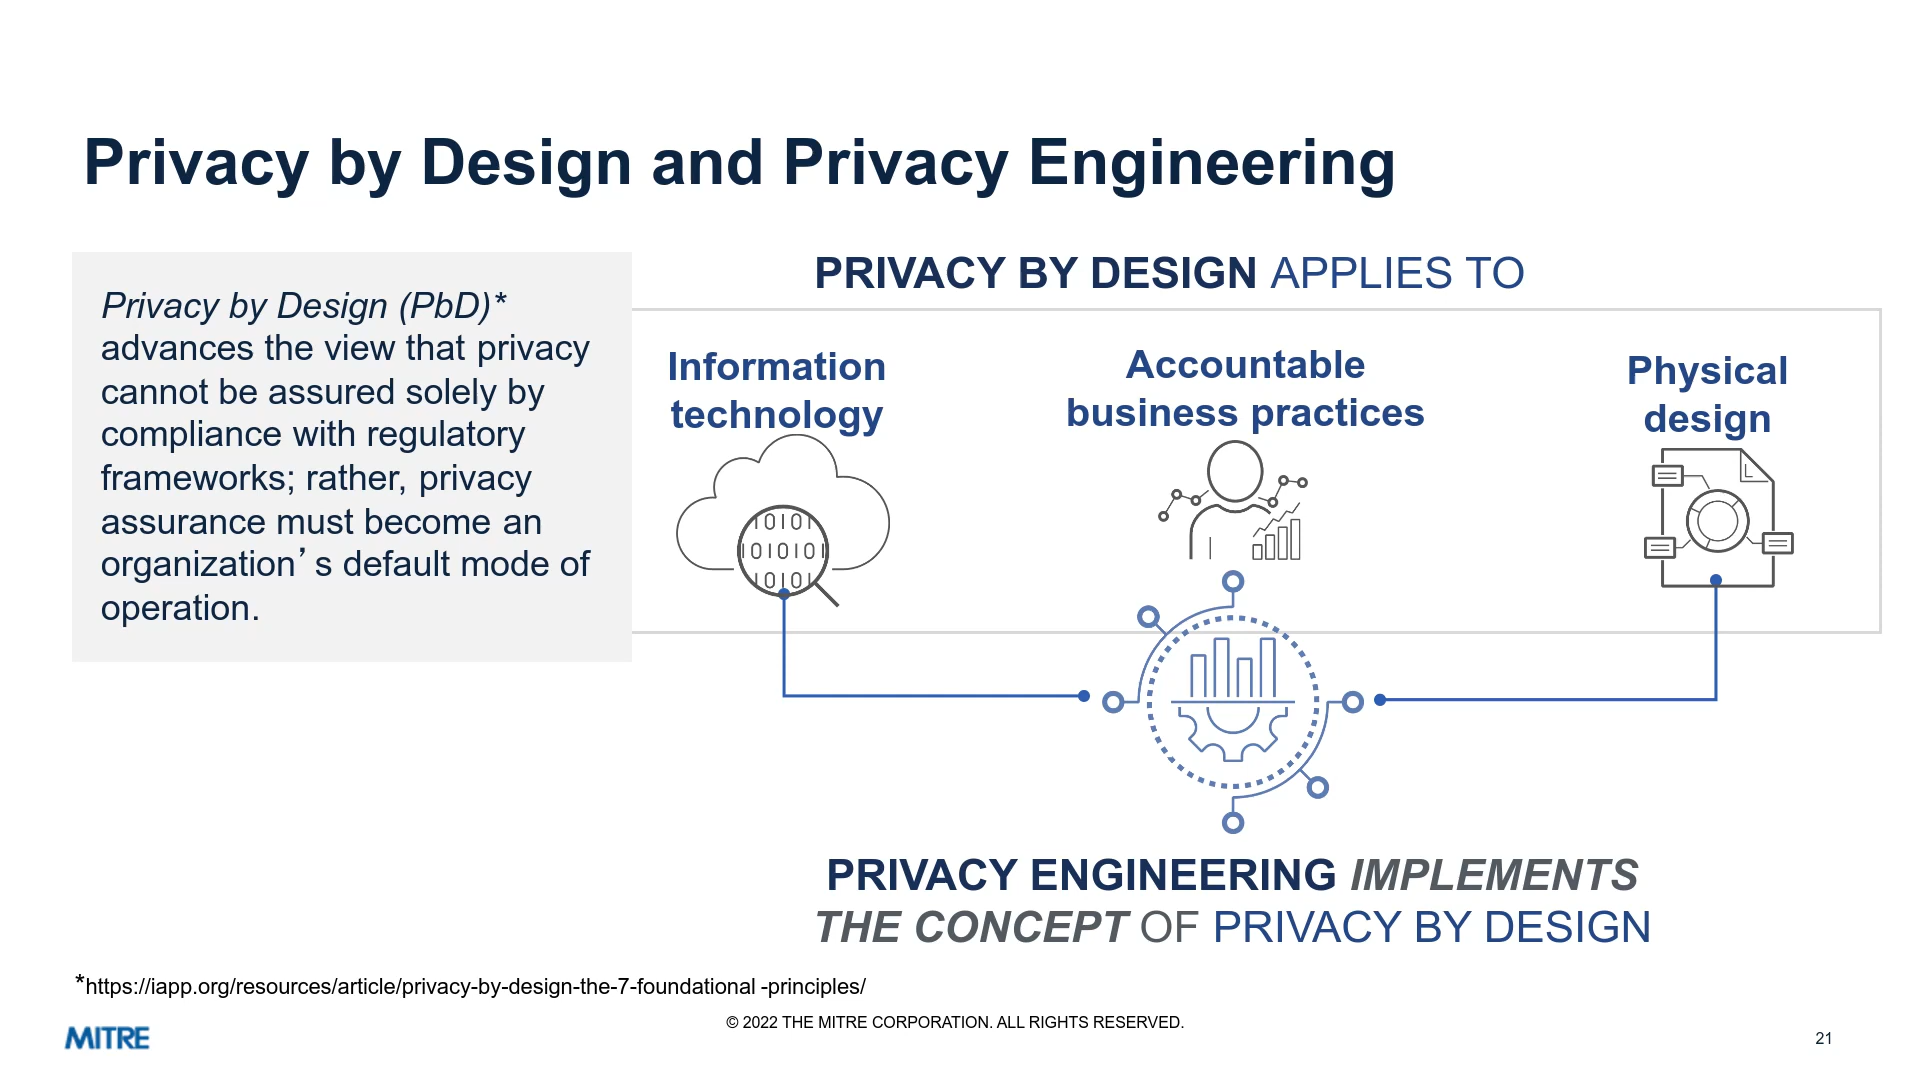 Privacy by Design and Privacy Engineering
Privacy by Design (PbD)*
advances the view that privacy
cannot be assured solely by
compliance with regulatory
frameworks; rather, privacy
assurance must become an
organization’s default mode of
operation.
PRIVACY BY DESIGN APPLIES TO
Information
technology
Accountable
business practices
Physical
design
10101
101010
10101
PRIVACY ENGINEERING IMPLEMENTS
THE CONCEPT OF PRIVACY BY DESIGN
*https://iapp.org/resources/article/privacy-by-design-the-7-foundational -principles/
© 2022 THE MITRE CORPORATION. ALL RIGHTS RESERVED.
MITRE
21